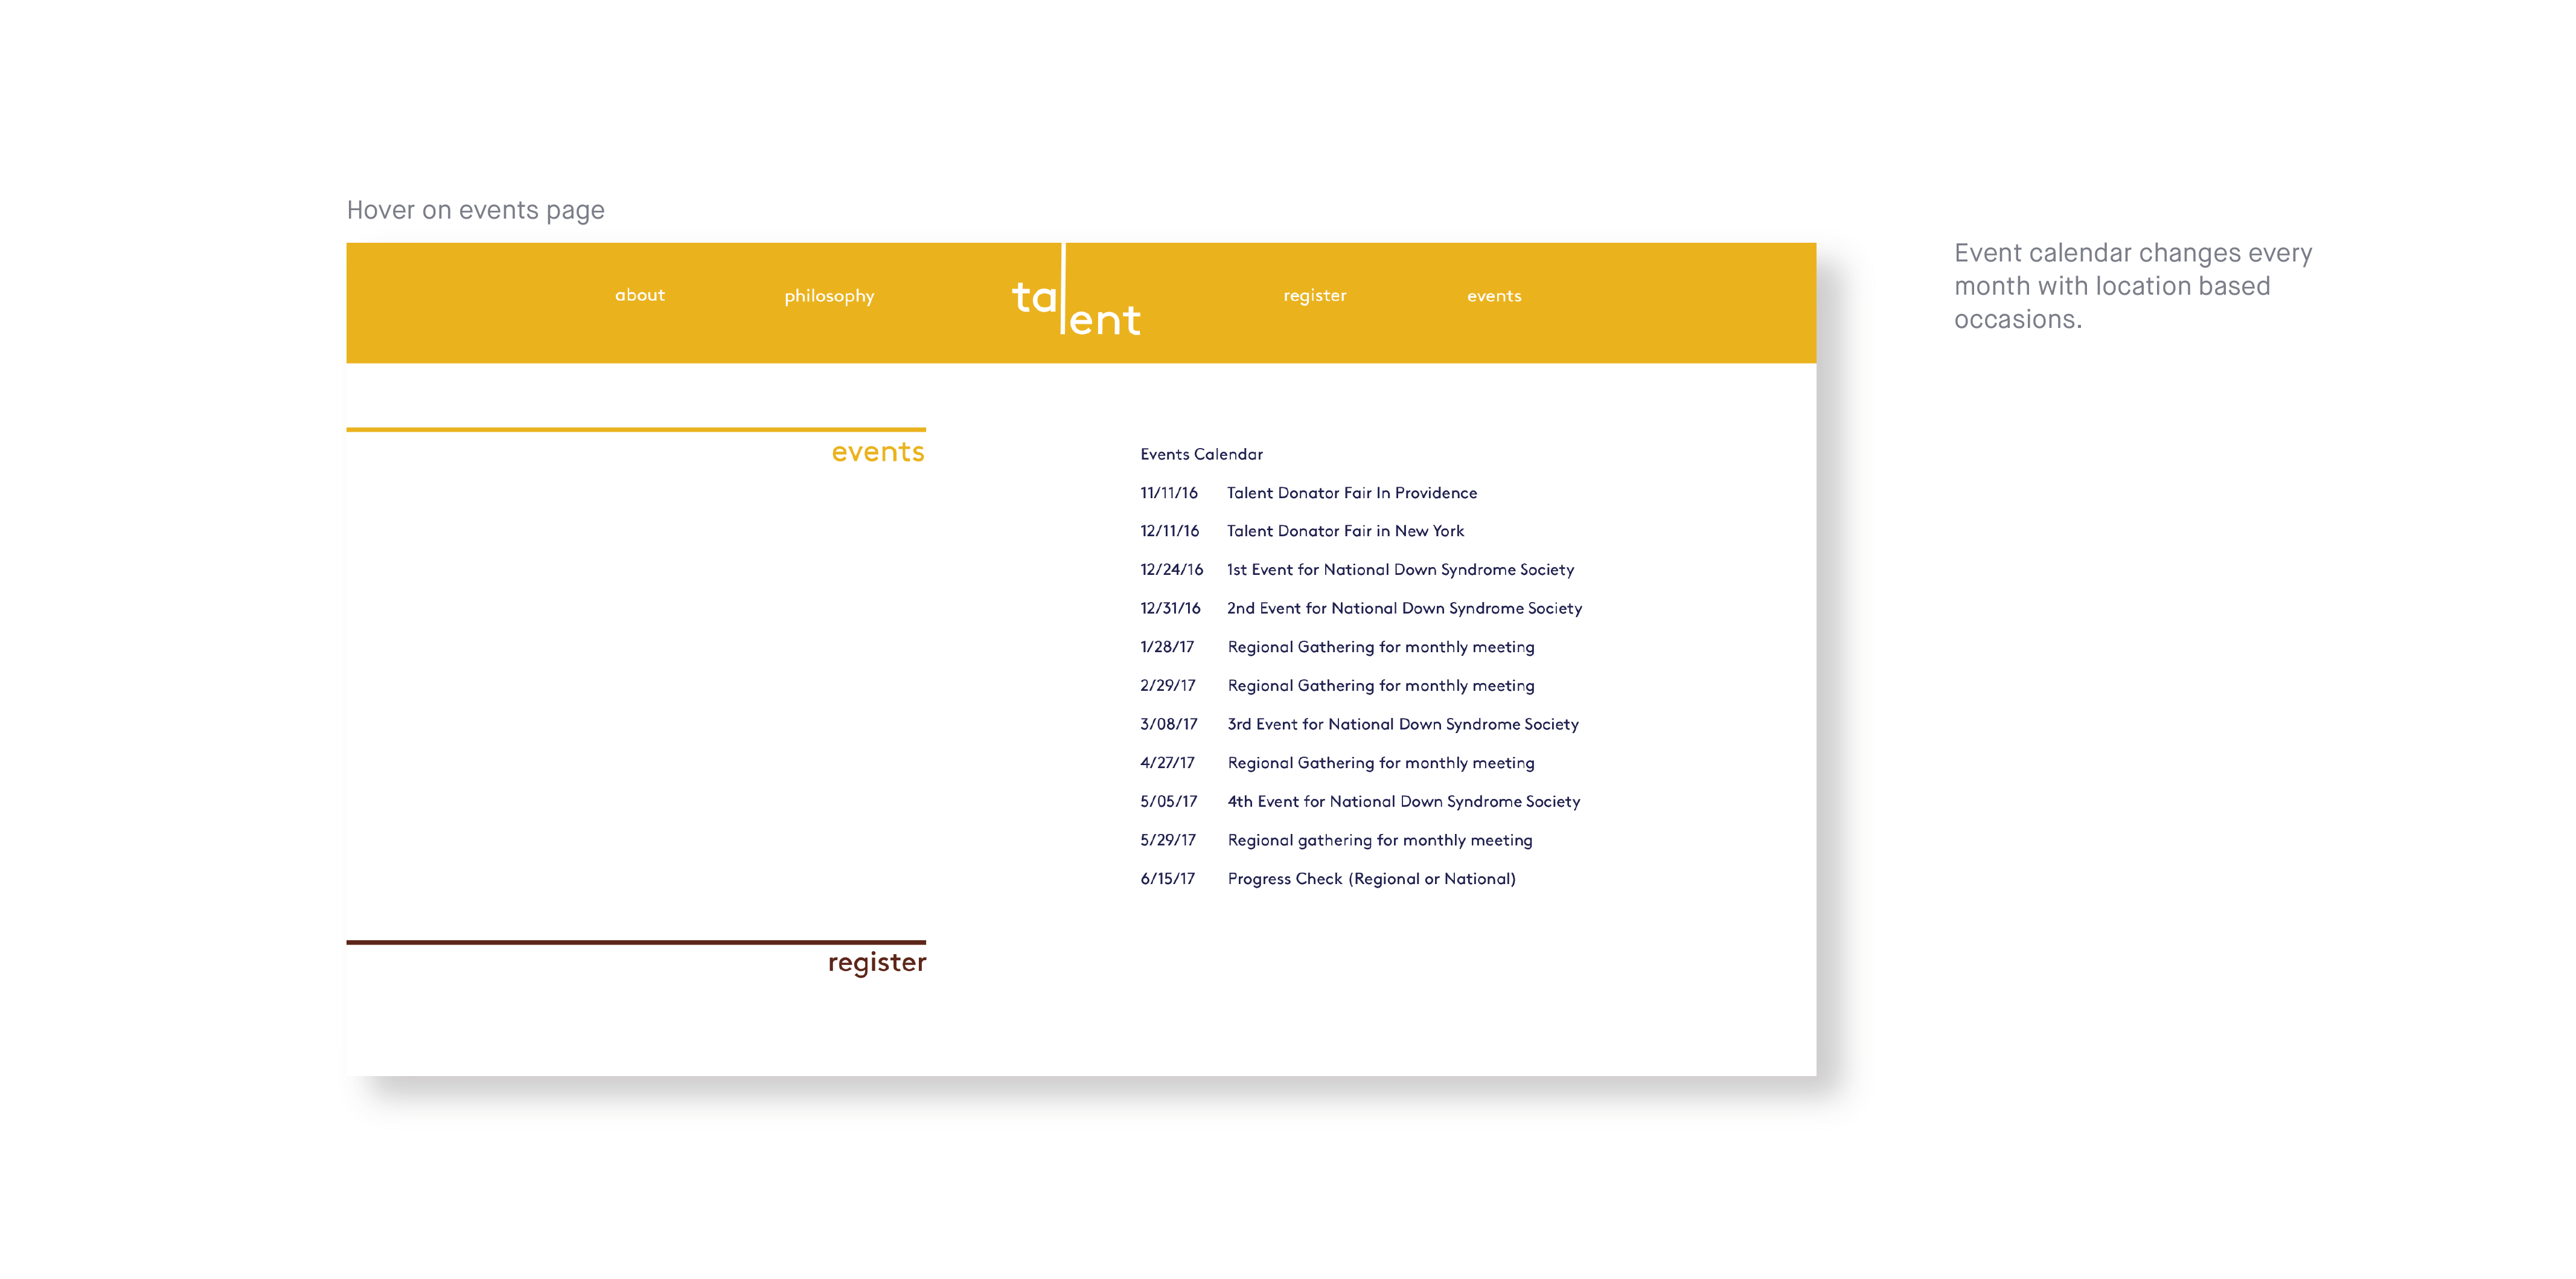 Hover on events page
Event calendar changes every
month with location based
occasions.
about philosophy talent register events
events
Events Calendar
11/11/16 Talent Donator Fair In Providence
12/11/16 Talent Donator Fair in New York
12/24/16 1st Event for National Down Syndrome Society
12/31/16 2nd Event for National Down Syndrome Society
1/28/17 Regional Gathering for monthly meeting
2/29/17 Regional Gathering for monthly meeting
3/08/17 3rd Event for National Down Syndrome Society
4/27/17 Regional Gathering for monthly meeting
5/05/17 4th Event for National Down Syndrome Society
5/29/17 Regional gathering for monthly meeting
6/15/17 Progress Check (Regional or National)
register